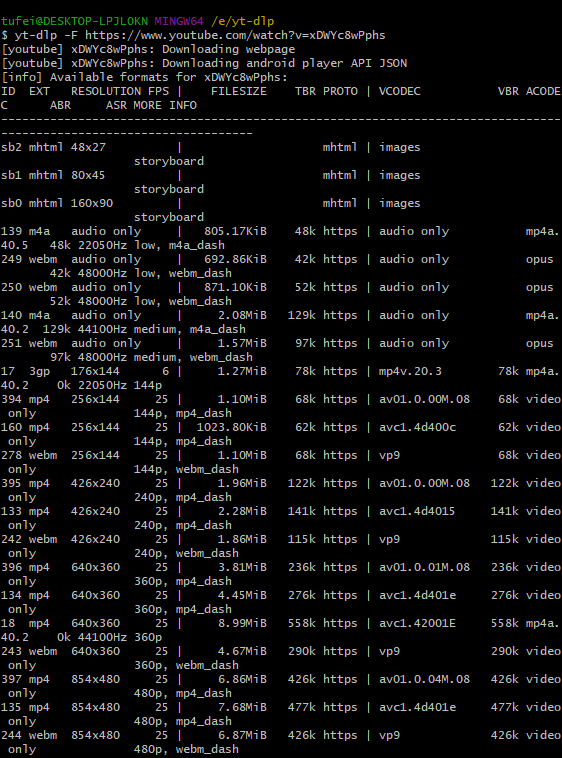 tufei@DESKTOP-LPJLOKN MINGW64 /e/yt-dlp
$ yt-dlp -F https://www.youtube.com/watch?v=xDWYc8wPphs
[youtube] xDWYc8wPphs: Downloading webpage
[youtube] xDWYc8wPphs: Downloading android player API JSON
[info] Available formats for xDWYc8wPphs:
ID  EXT   RESOLUTION FPS |    FILESIZE    TBR PROTO | VCODEC           VBR ACODE
C      ABR     ASR MORE INFO
--------------------------------------------------------------------------------
------------------------------------
sb2 mhtml 48x27          |                    mhtml | images
                   storyboard
sb1 mhtml 80x45          |                    mhtml | images
                   storyboard
sb0 mhtml 160x90         |                    mhtml | images
                   storyboard
139 m4a   audio only     |   805.17KiB    48k https | audio only           mp4a.
40.5   48k 22050Hz low, m4a_dash
249 webm  audio only     |   692.86KiB    42k https | audio only           opus
       42k 48000Hz low, webm_dash
250 webm  audio only     |   871.10KiB    52k https | audio only           opus
       52k 48000Hz low, webm_dash
140 m4a   audio only     |     2.08MiB   129k https | audio only           mp4a.
40.2  129k 44100Hz medium, m4a_dash
251 webm  audio only     |     1.57MiB    97k https | audio only           opus
       97k 48000Hz medium, webm_dash
17  3gp   176x144      6 |     1.27MiB    78k https | mp4v.20.3        78k mp4a.
40.2    0k 22050Hz 144p
394 mp4   256x144     25 |     1.10MiB    68k https | av01.0.00M.08    68k video
 only              144p, mp4_dash
160 mp4   256x144     25 |  1023.80KiB    62k https | avc1.4d400c      62k video
 only              144p, mp4_dash
278 webm  256x144     25 |     1.10MiB    68k https | vp9              68k video
 only              144p, webm_dash
395 mp4   426x240     25 |     1.96MiB   122k https | av01.0.00M.08   122k video
 only              240p, mp4_dash
133 mp4   426x240     25 |     2.28MiB   141k https | avc1.4d4015     141k video
 only              240p, mp4_dash
242 webm  426x240     25 |     1.86MiB   115k https | vp9             115k video
 only              240p, webm_dash
396 mp4   640x360     25 |     3.81MiB   236k https | av01.0.01M.08   236k video
 only              360p, mp4_dash
134 mp4   640x360     25 |     4.45MiB   276k https | avc1.4d401e     276k video
 only              360p, mp4_dash
18  mp4   640x360     25 |     8.99MiB   558k https | avc1.42001E     558k mp4a.
40.2    0k 44100Hz 360p
243 webm  640x360     25 |     4.67MiB   290k https | vp9             290k video
 only              360p, webm_dash
397 mp4   854x480     25 |     6.86MiB   426k https | av01.0.04M.08   426k video
 only              480p, mp4_dash
135 mp4   854x480     25 |     7.68MiB   477k https | avc1.4d401e     477k video
 only              480p, mp4_dash
244 webm  854x480     25 |     6.87MiB   426k https | vp9             426k video
 only              480p, webm_dash